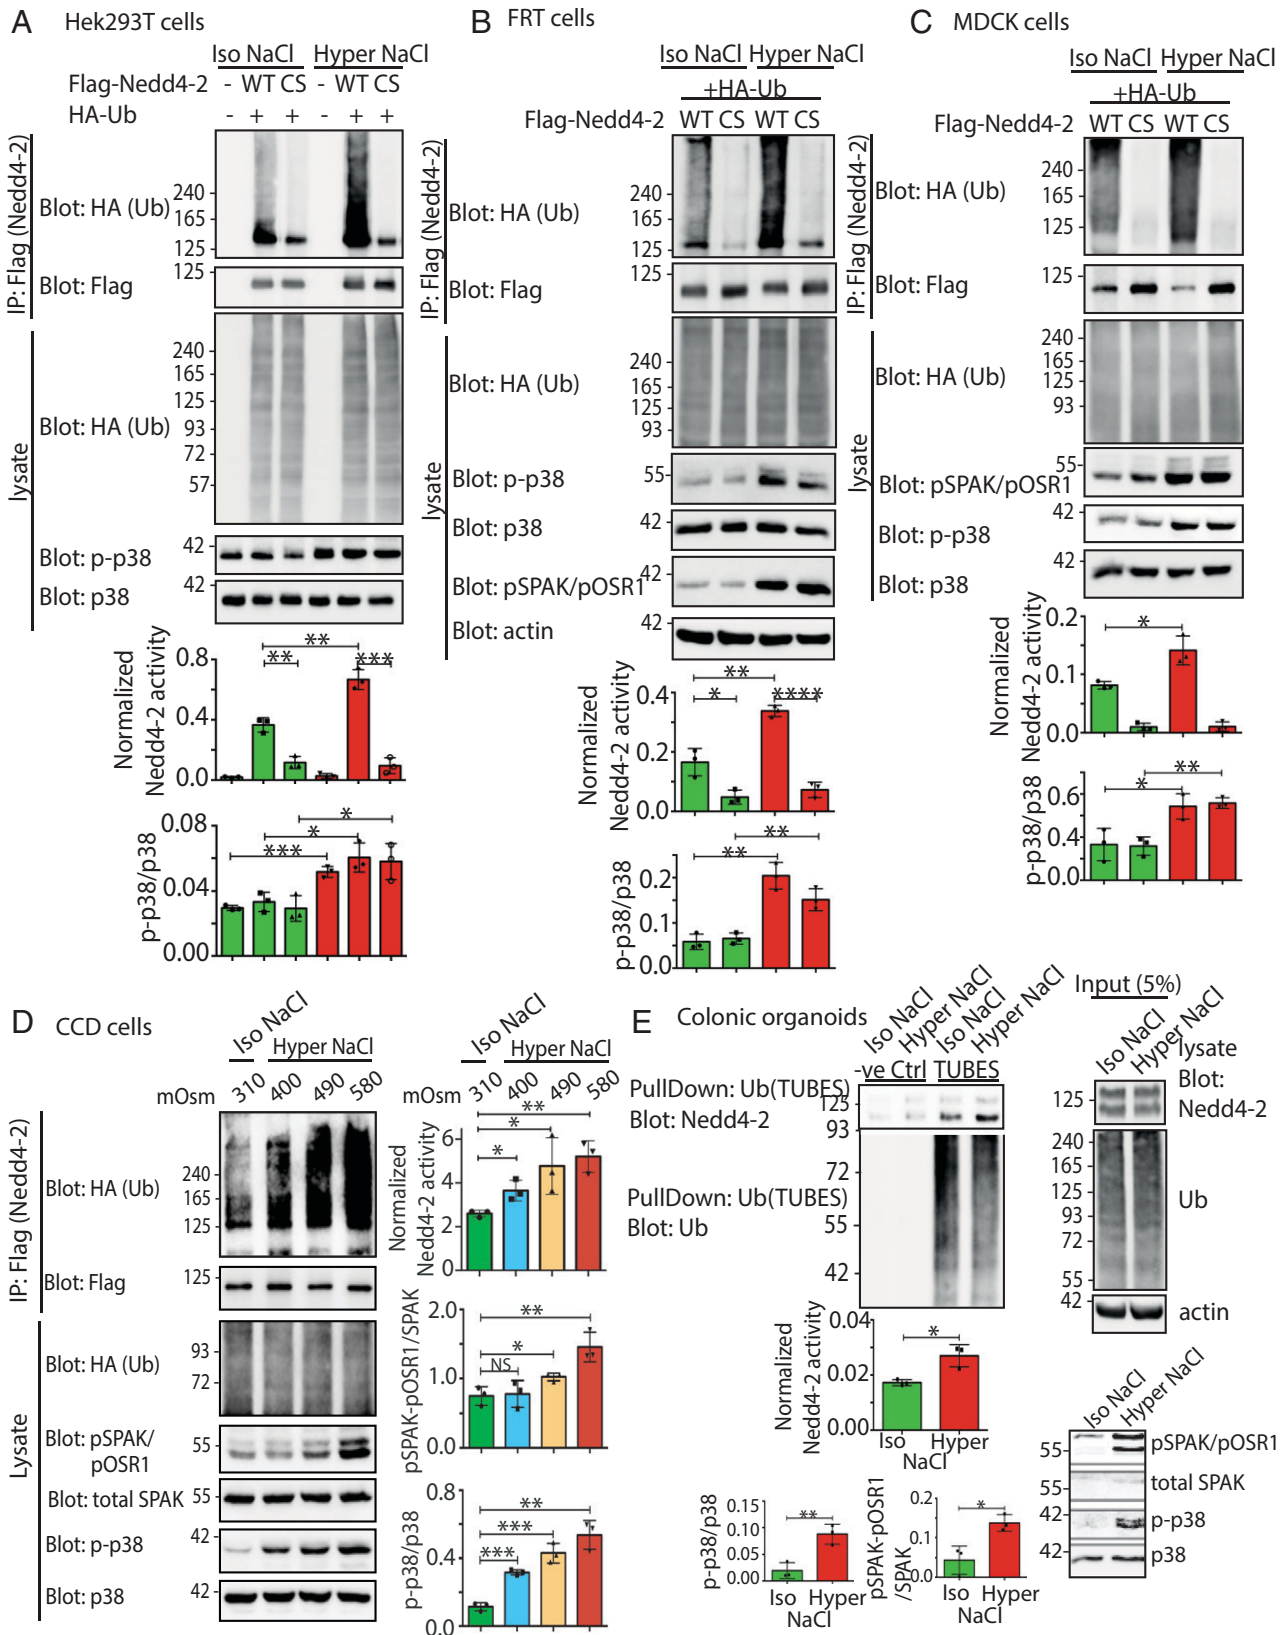 A Hek293T cells
Iso NaCl Hyper NaCl
Flag-Nedd4-2 - WT CS - WT CS
HA-Ub - + + - + +
IP: Flag (Nedd4-2)
Blot: HA (Ub)
240
165
125
Blot: Flag
125
lysate
Blot: HA (Ub)
240
165
125
93
72
57
Blot: p-p38
42
Blot: p38
42
Normalized
Nedd4-2 activity
0.8
0.4
0.0
** ** ***
p-p38/p38
0.08
0.04
0.00
*** * *
B FRT cells
Iso NaCl Hyper NaCl
+HA-Ub
Flag-Nedd4-2 WT CS WT CS
IP: Flag (Nedd4-2)
Blot: HA (Ub)
240
165
125
Blot: Flag
125
lysate
Blot: HA (Ub)
240
165
125
93
Blot: p-p38
55
Blot: p38
42
Blot: pSPAK/pOSR1
42
Blot: actin
42
Normalized
Nedd4-2 activity
0.4
0.2
0.0
** * ****
p-p38/p38
0.2
0.1
0.0
** **
C MDCK cells
Iso NaCl Hyper NaCl
+HA-Ub
Flag-Nedd4-2 WT CS WT CS
IP: Flag (Nedd4-2)
Blot: HA (Ub)
240
165
125
Blot: Flag
125
lysate
Blot: HA (Ub)
240
165
125
93
Blot: pSPAK/pOSR1
55
Blot: p-p38
42
Blot: p38
42
Normalized
Nedd4-2 activity
0.2
0.1
0.0
*
p-p38/p38
0.6
0.4
0.0
* **
D CCD cells
Iso NaCl
Hyper NaCl
mOsm 310 400 490 580
IP: Flag (Nedd4-2)
Blot: HA (Ub)
240
165
125
Blot: Flag
125
Lysate
Blot: HA (Ub)
93
72
Blot: pSPAK/
pOSR1
55
Blot: total SPAK
55
Blot: p-p38
42
Blot: p38
42
Iso NaCl
Hyper NaCl
mOsm 310 400 490 580
Normalized
Nedd4-2 activity
6
4
2
0
** * *
pSPAK-pOSR1/SPAK
2.0
1.0
0.0
** * NS
p-p38/p38
0.8
0.4
0.0
** *** ***
E Colonic organoids
Iso NaCl Hyper NaCl Iso NaCl Hyper NaCl
-ve Ctrl TUBES
PullDown: Ub(TUBES)
Blot: Nedd4-2
125
93
PullDown: Ub(TUBES)
Blot: Ub
72
55
42
Normalized
Nedd4-2 activity
0.04
0.02
0.00
*
Iso Hyper
NaCl
p-p38/p38
0.15
0.10
0.05
0.00
**
Iso Hyper
NaCl
pSPAK-pOSR1
/SPAK
0.2
0.1
0.0
*
Iso Hyper
NaCl
Input (5%)
Iso NaCl Hyper NaCl
lysate
Blot:
Nedd4-2
125
240
165
125
93
72
55
Ub
42
actin
Iso NaCl Hyper NaCl
55 pSPAK/pOSR1
55 total SPAK
42 p-p38
42 p38